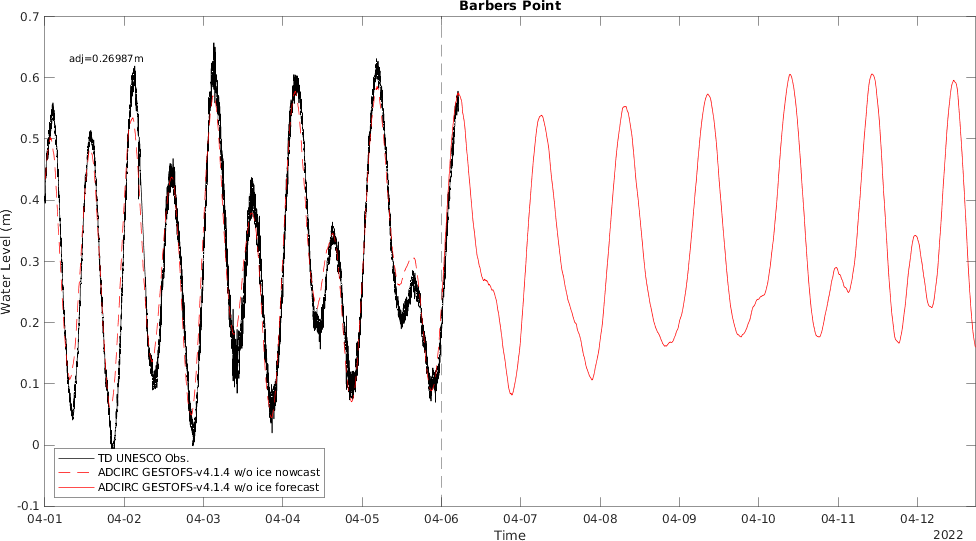 Barbers Point
adj=0.26987m
Water Level (m)
0.7
0.6
0.5
0.4
0.3
0.2
0.1
0
-0.1
TD UNESCO Obs.
ADCIRC GESTOFS-v4.1.4 w/o ice nowcast
ADCIRC GESTOFS-v4.1.4 w/o ice forecast
04-01 04-02 04-03 04-04 04-05 04-06 04-07 04-08 04-09 04-10 04-11 04-12
Time
2022